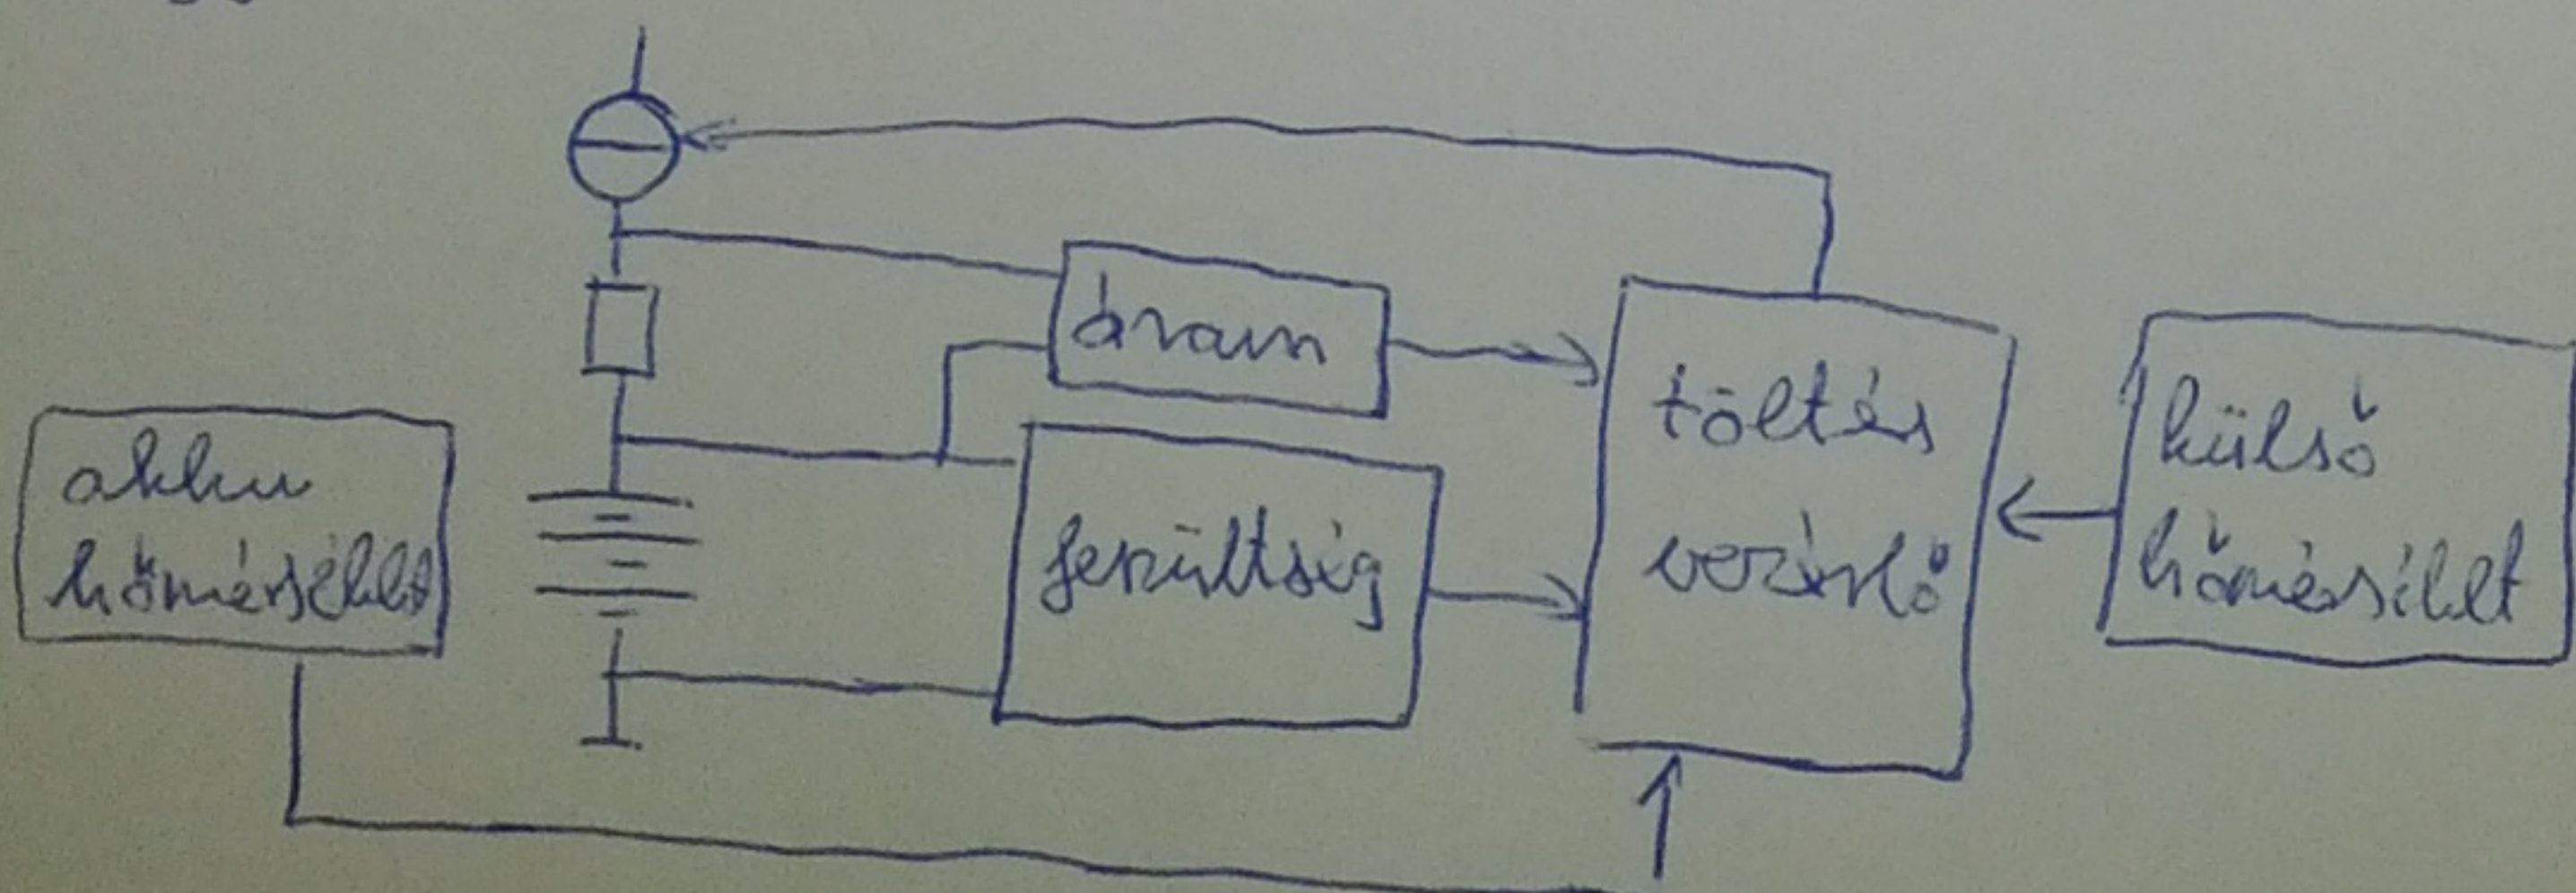 akku
hőmérséklet
áram
feszültség
töltés
vezérlő
külső
hőmérséklet